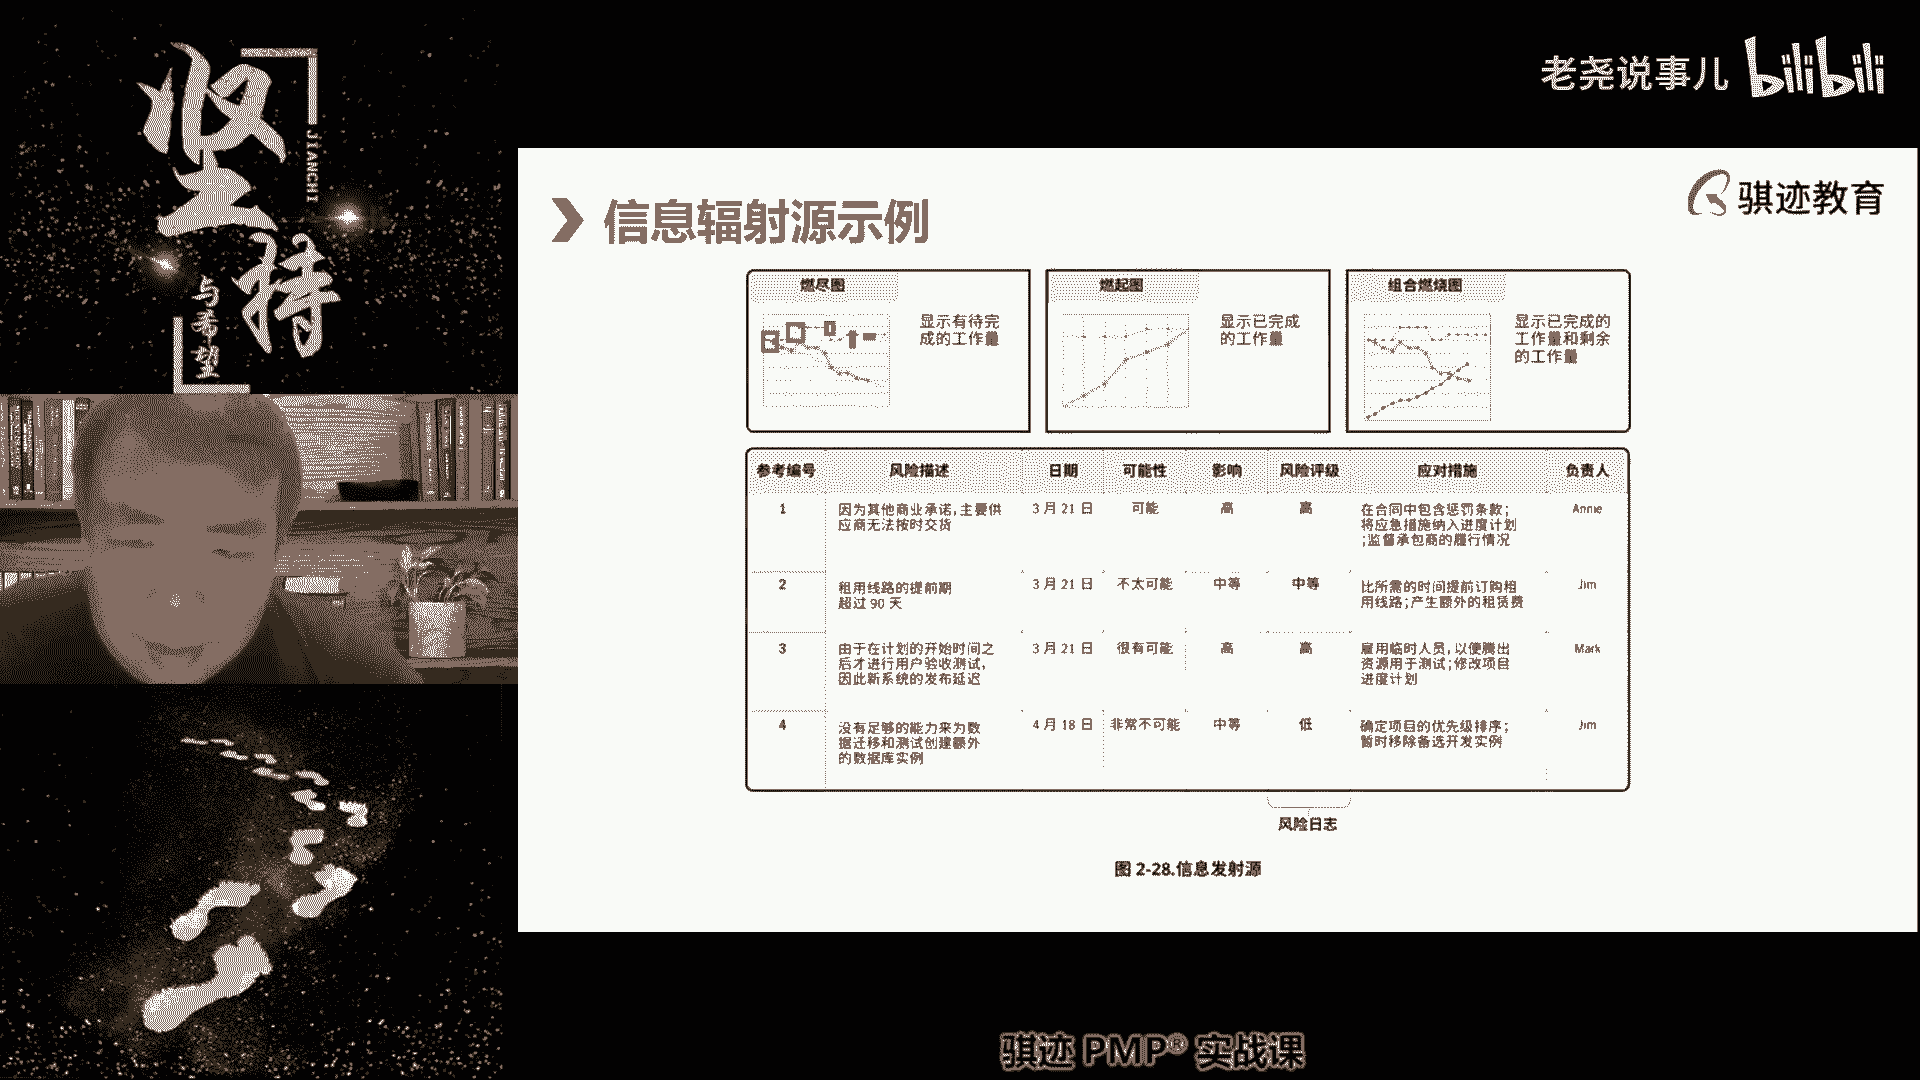 坚持
JIANCHI
与希望
老尧说事儿 bilibili
骐迹教育
信息辐射源示例
燃尽图
显示有待完
成的工作量
燃起图
显示已完成
的工作量
组合燃烧图
显示已完成的
工作量和剩余
的工作量
参考编号 风险描述 日期 可能性 影响 风险评级 应对措施 负责人
1 因为其他商业承诺,主要供 3 月 21 日 可能 高 高 在合同中包含惩罚条款; Annie
应商无法按时交货 将应急措施纳入进度计划
;监督承包商的履行情况
2 租用线路的提前期 3 月 21 日 不太可能 中等 中等 比所需的时间提前订购租 Jim
超过 90 天 用线路;产生额外的租赁费
3 由于在计划的开始时间之 3 月 21 日 很有可能 高 高 雇用临时人员,以便腾出 Mark
后才进行用户验收测试, 资源用于测试;修改项目
因此新系统的发布延迟 进度计划
4 没有足够的能力来为数 4 月 18 日 非常不可能 中等 低 确定项目的优先级排序; Jim
据迁移和测试创建额外 暂时移除备选开发实例
的数据库实例
风险日志
图 2-28.信息发射源
骐迹 PMP® 实战课